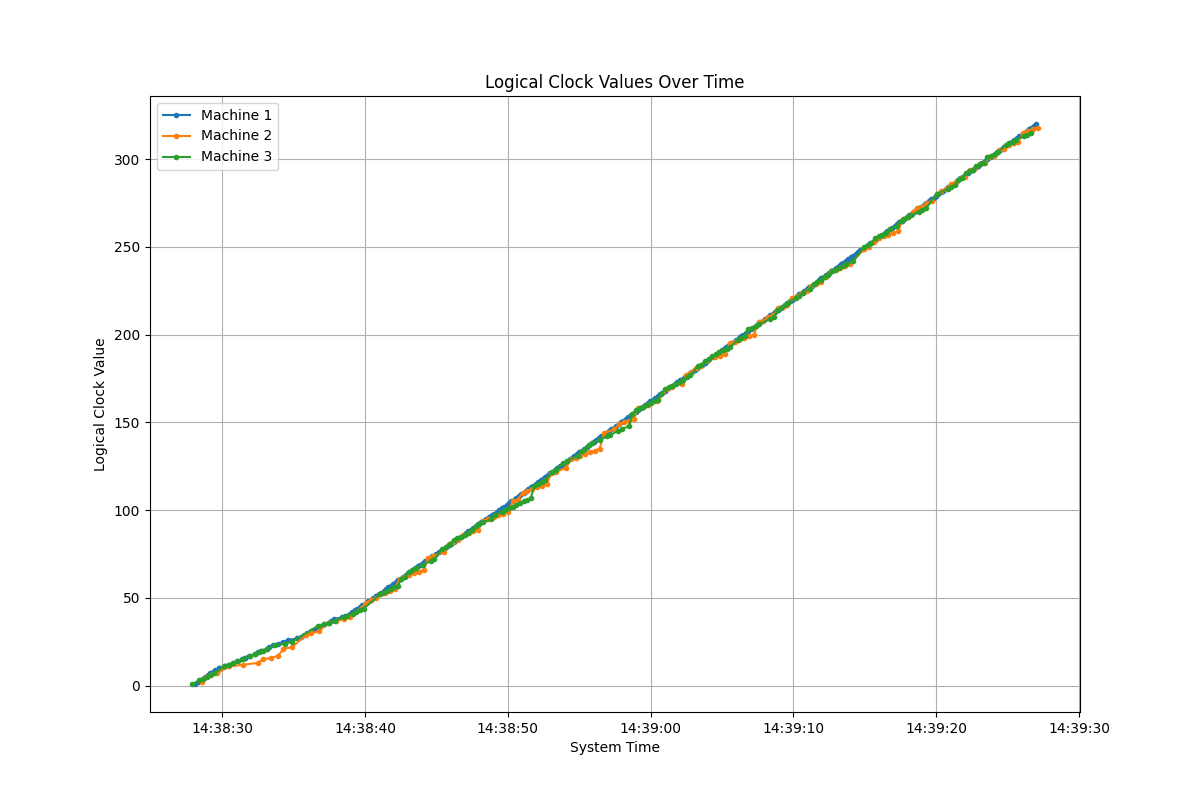 Logical Clock Values Over Time
Machine 1
Machine 2
Machine 3
Logical Clock Value
300
250
200
150
100
50
0
14:38:30 14:38:40 14:38:50 14:39:00 14:39:10 14:39:20 14:39:30
System Time